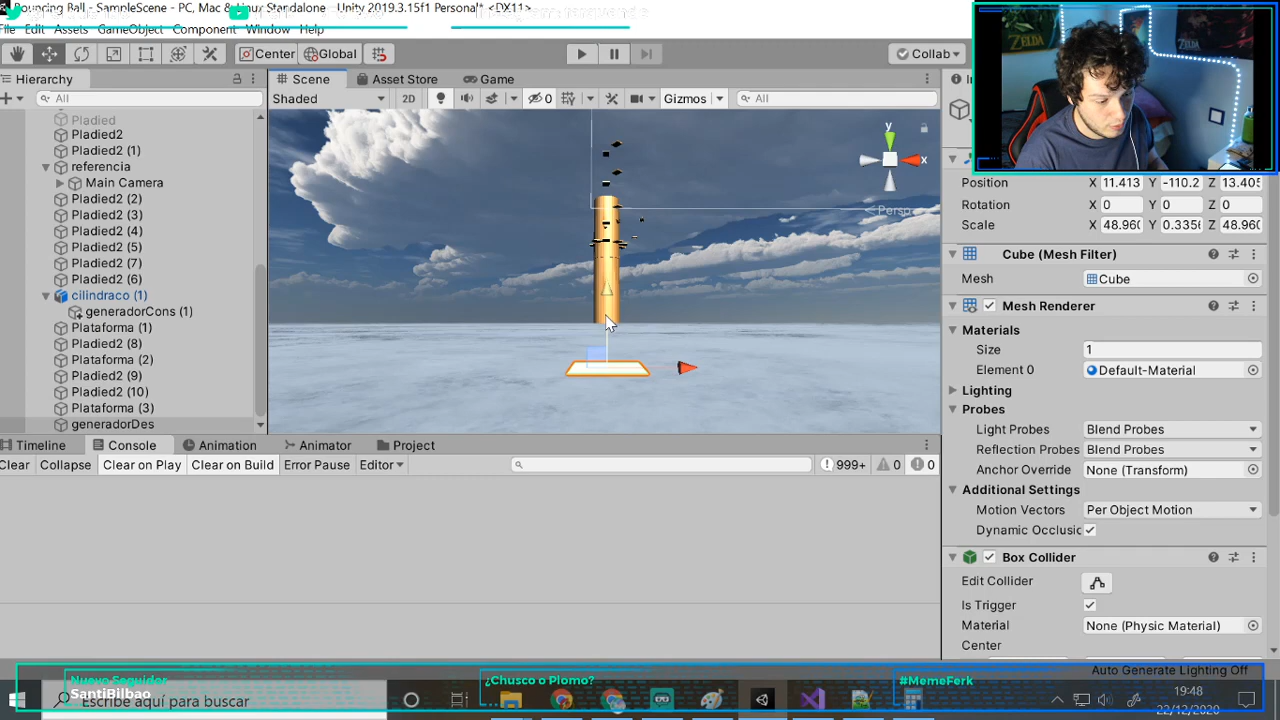 Bouncing Ball - SampleScene - PC, Mac & Linux Standalone - Unity 2019.3.15f1 Personal* <DX11>
File Edit Assets GameObject Component Window Help
Center Global Collab
Hierarchy Scene Asset Store Game
All Shaded 2D 0 Gizmos All
Pladied
Pladied2
Pladied2 (1)
referencia
Main Camera
Pladied2 (2)
Pladied2 (3)
Pladied2 (4)
Pladied2 (5)
Pladied2 (7)
Pladied2 (6)
cilindraco (1)
generadorCons (1)
Plataforma (1)
Pladied2 (8)
Plataforma (2)
Pladied2 (9)
Pladied2 (10)
Plataforma (3)
generadorDes
y
x
< Persp
ZELDA
Position X 11.413 Y -110.2 Z 13.405
Rotation X 0 Y 0 Z 0
Scale X 48.960 Y 0.335 Z 48.960
Cube (Mesh Filter)
Mesh Cube
Mesh Renderer
Materials
Size 1
Element 0 Default-Material
Lighting
Probes
Light Probes Blend Probes
Reflection Probes Blend Probes
Anchor Override None (Transform)
Additional Settings
Motion Vectors Per Object Motion
Dynamic Occlusic
Box Collider
Edit Collider
Is Trigger
Material None (Physic Material)
Center
Timeline Console Animation Animator Project
Clear Collapse Clear on Play Clear on Build Error Pause Editor 999+ 0 0
Auto Generate Lighting Off
Nuevo Seguidor
SantiBilbao
¿Chusco o Plomo?
#MemeFerk
Escribe aquí para buscar
19:48
22/12/2020